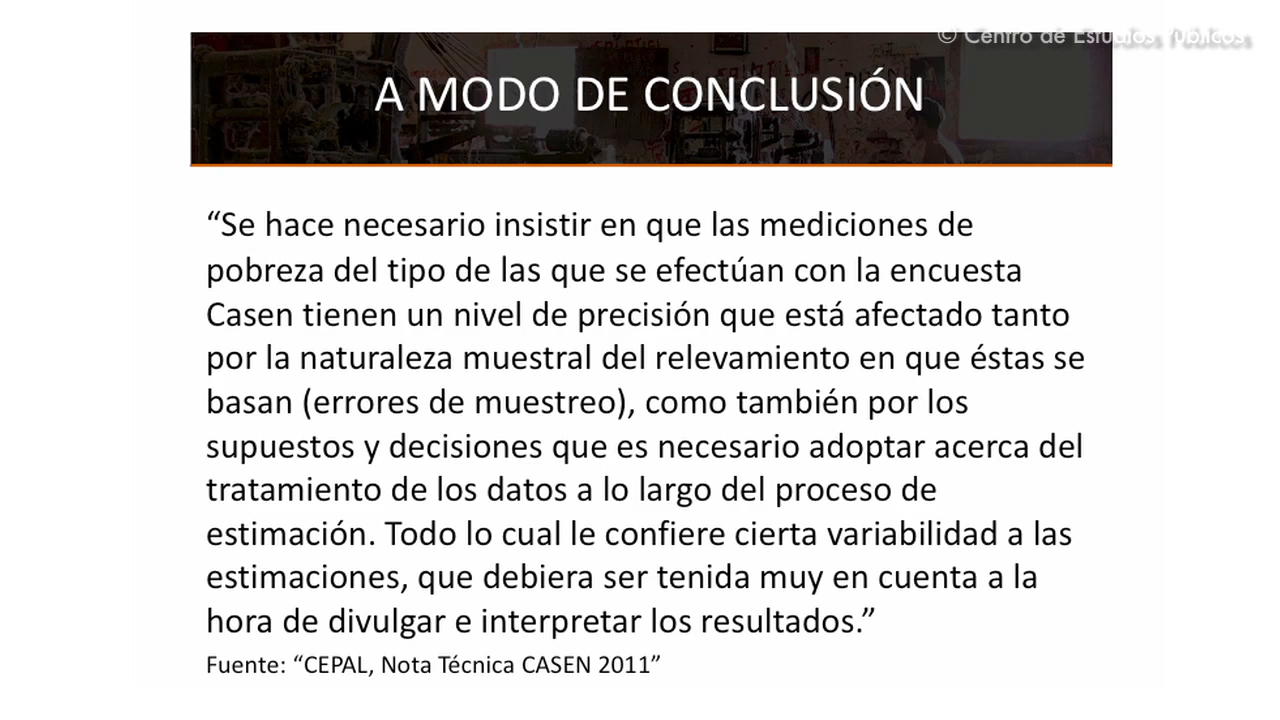 © Centro de Estudios Públicos
A MODO DE CONCLUSIÓN
“Se hace necesario insistir en que las mediciones de
pobreza del tipo de las que se efectúan con la encuesta
Casen tienen un nivel de precisión que está afectado tanto
por la naturaleza muestral del relevamiento en que éstas se
basan (errores de muestreo), como también por los
supuestos y decisiones que es necesario adoptar acerca del
tratamiento de los datos a lo largo del proceso de
estimación. Todo lo cual le confiere cierta variabilidad a las
estimaciones, que debiera ser tenida muy en cuenta a la
hora de divulgar e interpretar los resultados.”
Fuente: “CEPAL, Nota Técnica CASEN 2011”